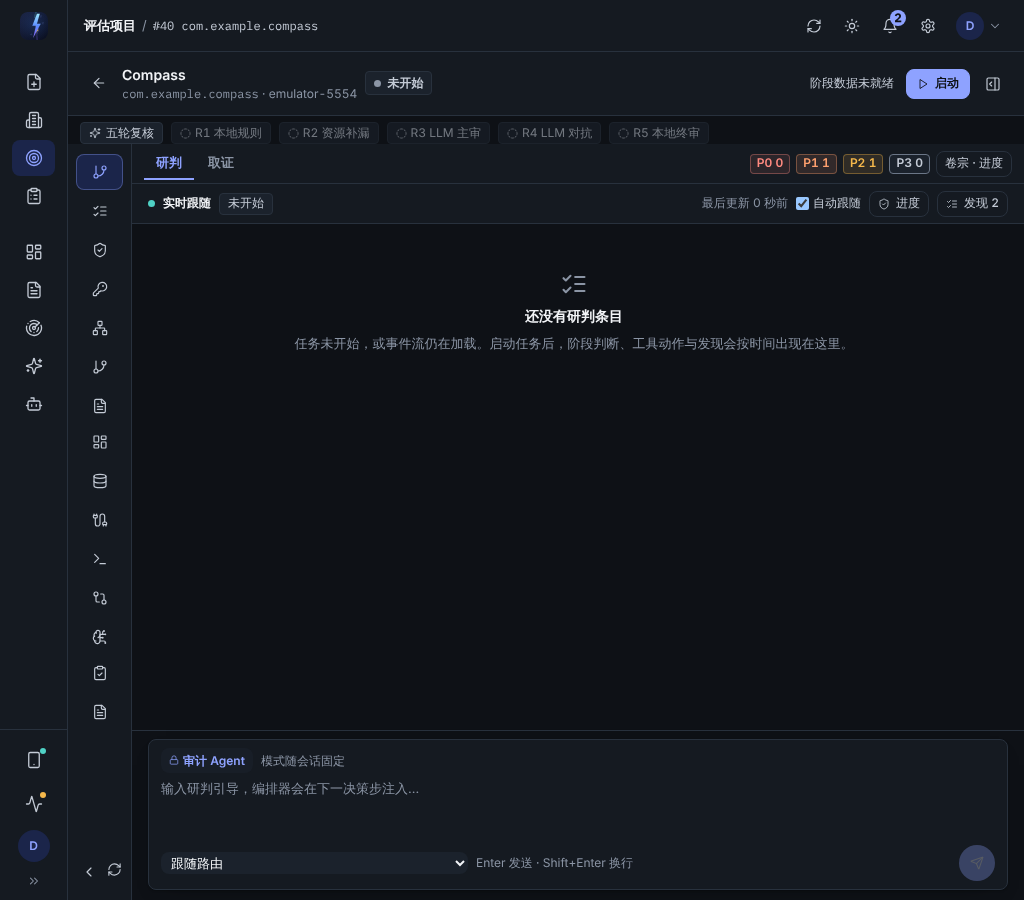 评估项目 / #40 com.example.compass
2
D
Compass
com.example.compass · emulator-5554
未开始
阶段数据未就绪
启动
五轮复核
R1 本地规则
R2 资源补漏
R3 LLM 主审
R4 LLM 对抗
R5 本地终审
研判
取证
P0 0
P1 1
P2 1
P3 0
卷宗 · 进度
实时跟随
未开始
最后更新 0 秒前
自动跟随
进度
发现 2
还没有研判条目
任务未开始，或事件流仍在加载。启动任务后，阶段判断、工具动作与发现会按时间出现在这里。
审计 Agent
模式随会话固定
输入研判引导，编排器会在下一决策步注入...
跟随路由
Enter 发送 · Shift+Enter 换行
D